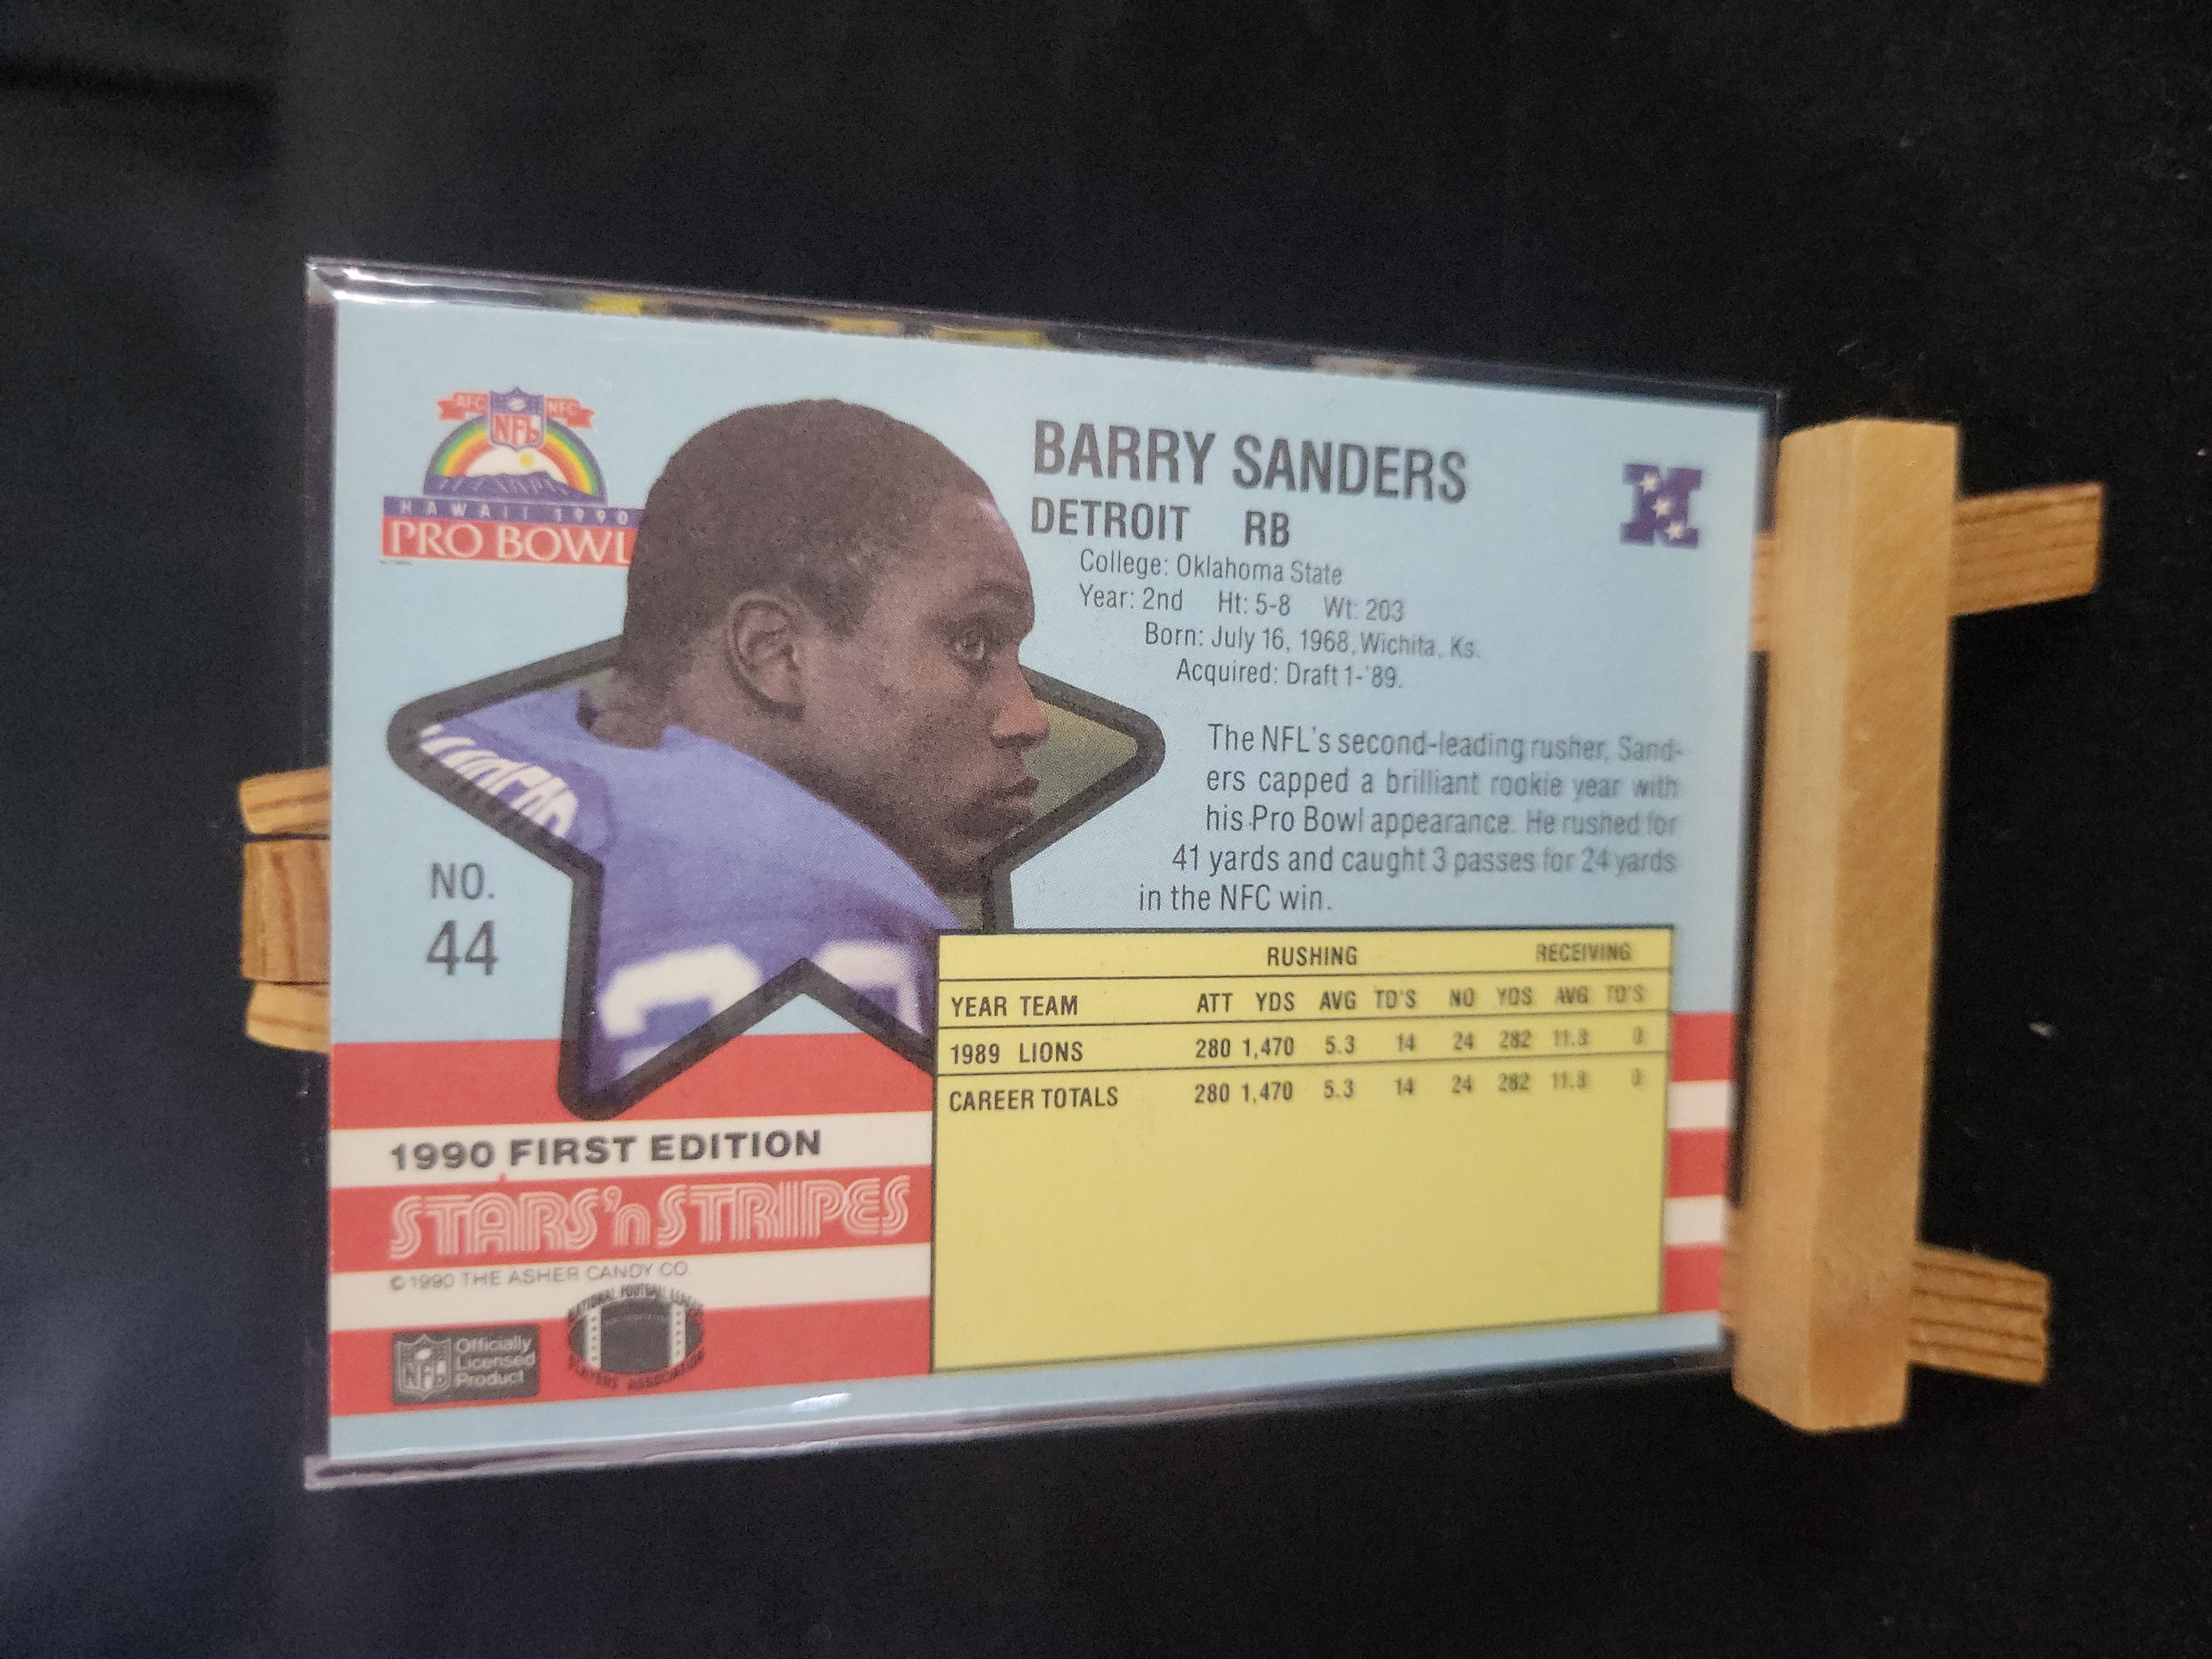 AFC NFC
NFL
HAWAII 1990
PRO BOWL
BARRY SANDERS
DETROIT RB
College: Oklahoma State
Year: 2nd Ht: 5-8 Wt: 203
Born: July 16, 1968, Wichita, Ks.
Acquired: Draft 1-'89.
The NFL's second-leading rusher, Sand-
ers capped a brilliant rookie year with
his Pro Bowl appearance. He rushed for
41 yards and caught 3 passes for 24 yards
in the NFC win.
NO.
44
RUSHING RECEIVING
YEAR TEAM ATT YDS AVG TD'S NO YDS AVG TD'S
1989 LIONS 280 1,470 5.3 14 24 282 11.8 0
CAREER TOTALS 280 1,470 5.3 14 24 282 11.8 0
1990 FIRST EDITION
STARS'n STRIPES
©1990 THE ASHER CANDY CO.
NFL
Officially
Licensed
Product
NATIONAL FOOTBALL LEAGUE
PLAYERS ASSOCIATION